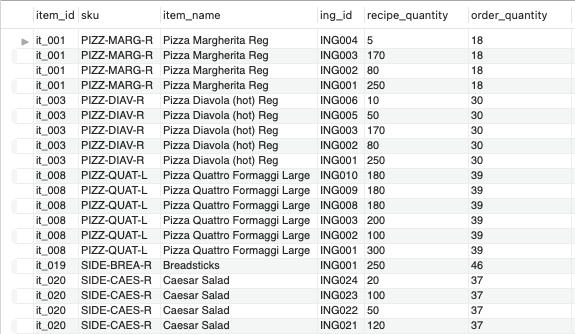 item_id sku item_name ing_id recipe_quantity order_quantity
it_001 PIZZ-MARG-R Pizza Margherita Reg ING004 5 18
it_001 PIZZ-MARG-R Pizza Margherita Reg ING003 170 18
it_001 PIZZ-MARG-R Pizza Margherita Reg ING002 80 18
it_001 PIZZ-MARG-R Pizza Margherita Reg ING001 250 18
it_003 PIZZ-DIAV-R Pizza Diavola (hot) Reg ING006 10 30
it_003 PIZZ-DIAV-R Pizza Diavola (hot) Reg ING005 50 30
it_003 PIZZ-DIAV-R Pizza Diavola (hot) Reg ING003 170 30
it_003 PIZZ-DIAV-R Pizza Diavola (hot) Reg ING002 80 30
it_003 PIZZ-DIAV-R Pizza Diavola (hot) Reg ING001 250 30
it_008 PIZZ-QUAT-L Pizza Quattro Formaggi Large ING010 180 39
it_008 PIZZ-QUAT-L Pizza Quattro Formaggi Large ING009 180 39
it_008 PIZZ-QUAT-L Pizza Quattro Formaggi Large ING008 180 39
it_008 PIZZ-QUAT-L Pizza Quattro Formaggi Large ING003 200 39
it_008 PIZZ-QUAT-L Pizza Quattro Formaggi Large ING002 100 39
it_008 PIZZ-QUAT-L Pizza Quattro Formaggi Large ING001 300 39
it_019 SIDE-BREA-R Breadsticks ING001 250 46
it_020 SIDE-CAES-R Caesar Salad ING024 20 37
it_020 SIDE-CAES-R Caesar Salad ING023 100 37
it_020 SIDE-CAES-R Caesar Salad ING022 50 37
it_020 SIDE-CAES-R Caesar Salad ING021 120 37